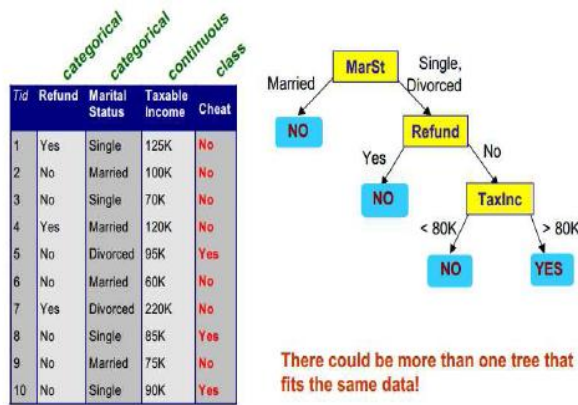 categorical
categorical
continuous
class
Tid Refund Marital Status Taxable Income Cheat
1 Yes Single 125K No
2 No Married 100K No
3 No Single 70K No
4 Yes Married 120K No
5 No Divorced 95K Yes
6 No Married 60K No
7 Yes Divorced 220K No
8 No Single 85K Yes
9 No Married 75K No
10 No Single 90K Yes
MarSt
Married
Single,
Divorced
NO
Refund
Yes
No
NO
TaxInc
< 80K
> 80K
NO
YES
There could be more than one tree that
fits the same data!